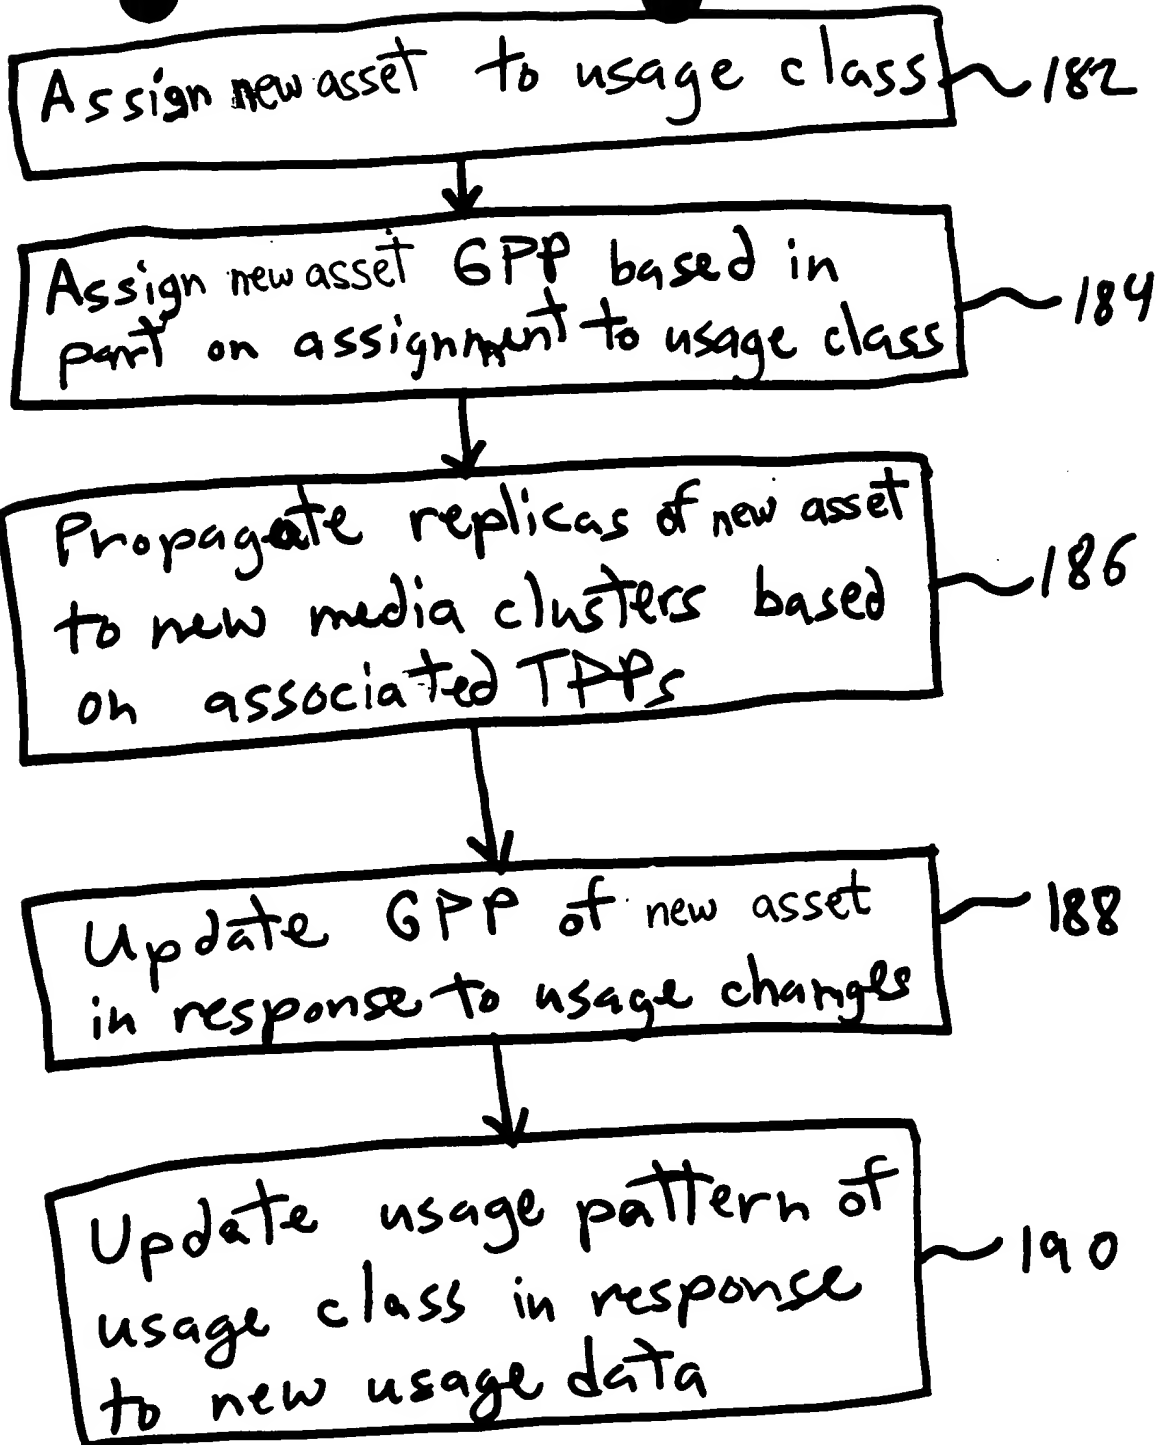 Assign new asset to usage class
182
Assign new asset GPP based in
part on assignment to usage class
184
Propagate replicas of new asset
to new media clusters based
on associated TPPs
186
Update GPP of new asset
in response to usage changes
188
Update usage pattern of
usage class in response
to new usage data
190